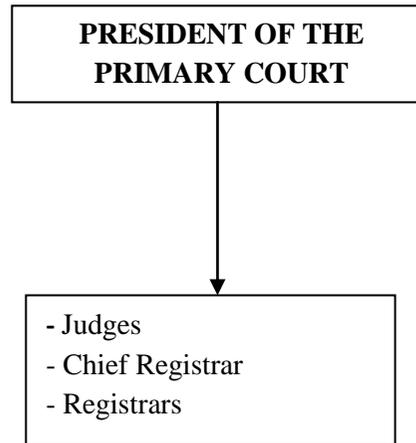 PRESIDENT OF THE
PRIMARY COURT
- Judges
- Chief Registrar
- Registrars